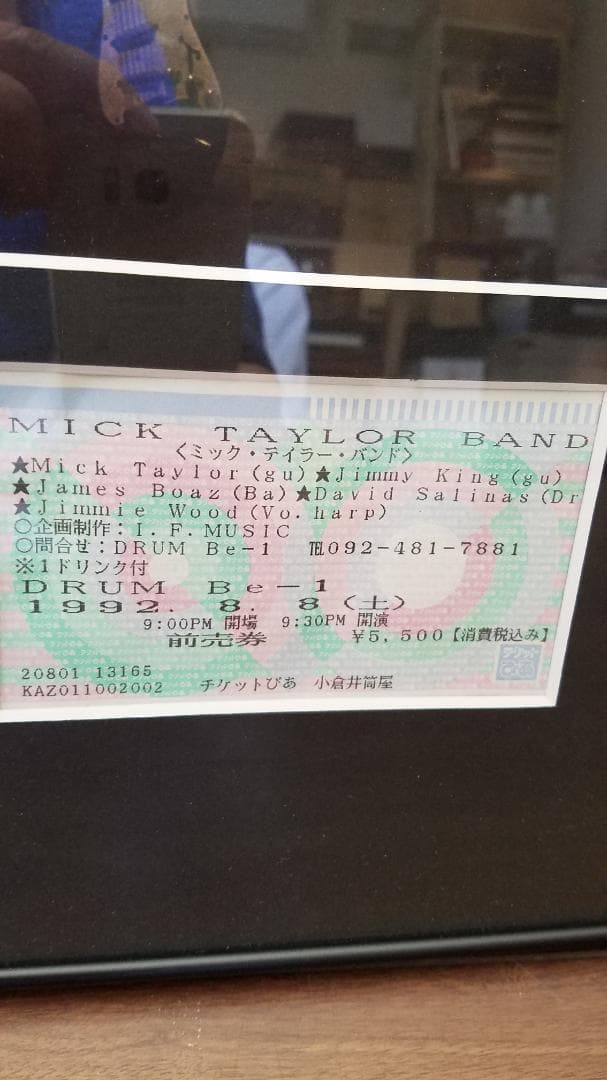 MICK TAYLOR BAND
〈ミック・テイラー・バンド〉
★Mick Taylor(gu)★Jimmy King(gu)
★James Boaz(Ba)★David Salinas(Dr
★Jimmie Wood(Vo.harp)
○企画制作：I.F.MUSIC
○問合せ：DRUM Be-1 ℡092-481-7881
※1ドリンク付
DRUM Be-1
1992. 8. 8(土)
9:00PM 開場 9:30PM 開演
前売券 ¥5,500【消費税込み】
20801 13165
KAZ011002002 チケットぴあ 小倉井筒屋